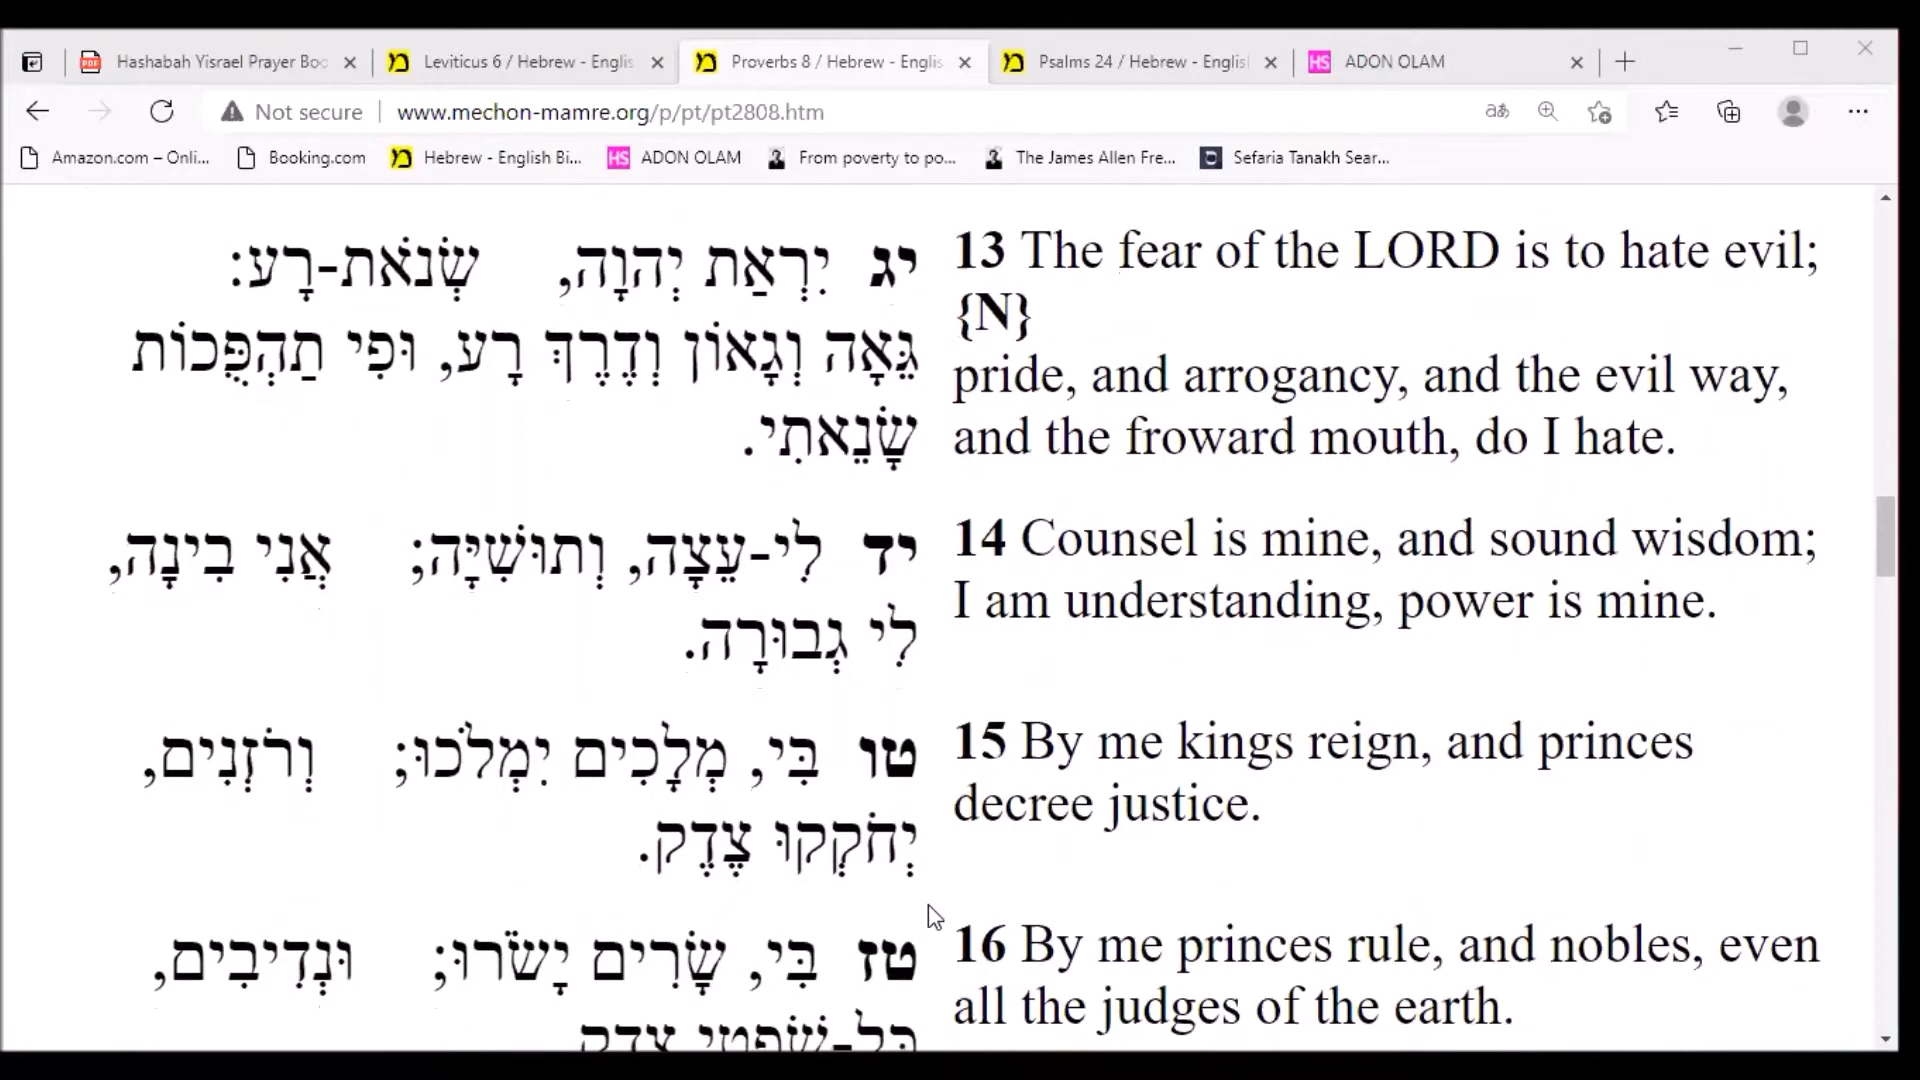 Hashabah Yisrael Prayer Boo
Leviticus 6 / Hebrew - Englis
Proverbs 8 / Hebrew - Englis
Psalms 24 / Hebrew - Englis
HS ADON OLAM
Not secure www.mechon-mamre.org/p/pt/pt2808.htm
Amazon.com – Onli... Booking.com Hebrew - English Bi... HS ADON OLAM From poverty to po... The James Allen Fre... Sefaria Tanakh Sear...
יג יִרְאַת יְהוָה, שְׂנֹאת-רָע:
גֵּאָה וְגָאוֹן וְדֶרֶךְ רָע, וּפִי תַהְפֻּכוֹת
שָׂנֵאתִי.
13 The fear of the LORD is to hate evil;
{N}
pride, and arrogancy, and the evil way,
and the froward mouth, do I hate.
יד לִי-עֵצָה, וְתוּשִׁיָּה; אֲנִי בִינָה,
לִי גְבוּרָה.
14 Counsel is mine, and sound wisdom;
I am understanding, power is mine.
טו בִּי, מְלָכִים יִמְלֹכוּ; וְרֹזְנִים,
יְחֹקְקוּ צֶדֶק.
15 By me kings reign, and princes
decree justice.
טז בִּי, שָׂרִים יָשֹׂרוּ; וּנְדִיבִים,
כָּל-שֹׁפְטֵי צֶדֶק
16 By me princes rule, and nobles, even
all the judges of the earth.